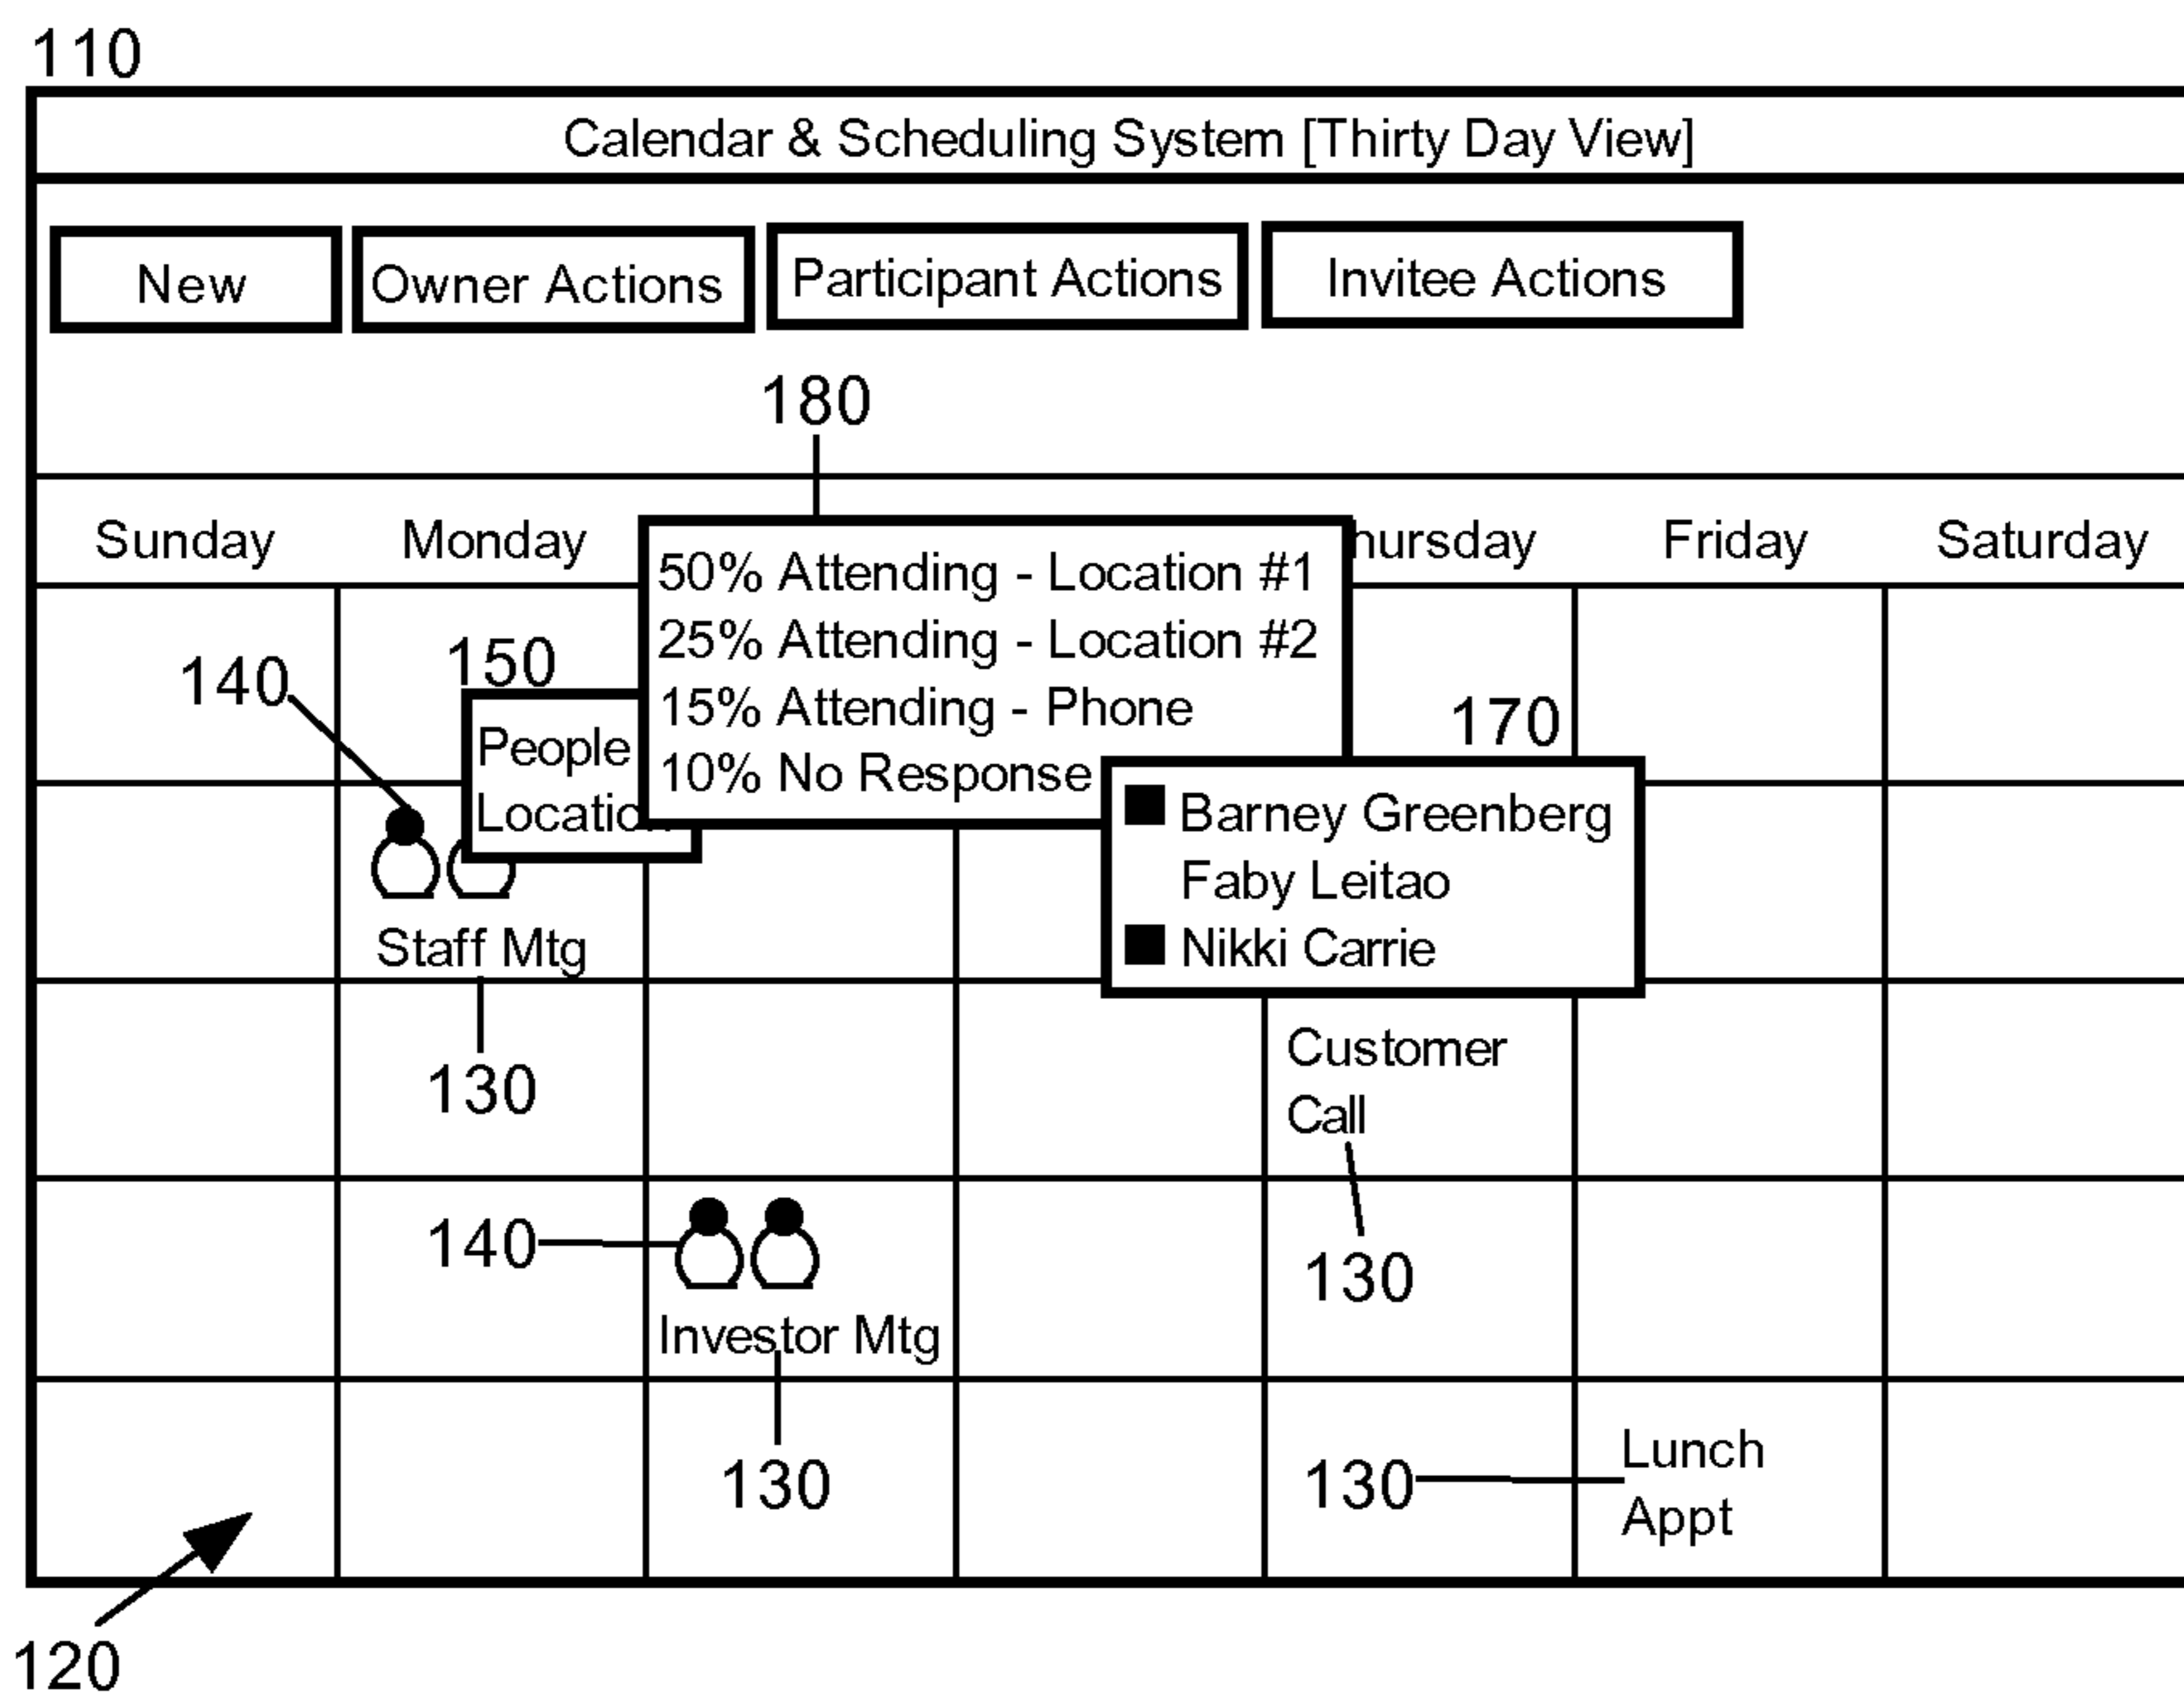 110
Calendar & Scheduling System [Thirty Day View]
New
Owner Actions
Participant Actions
Invitee Actions
180
Sunday
Monday
hursday
Friday
Saturday
50% Attending - Location #1
25% Attending - Location #2
15% Attending - Phone
10% No Response
140
150
People
Locatio
170
Barney Greenberg
Faby Leitao
Nikki Carrie
Staff Mtg
130
Customer
Call
130
140
Investor Mtg
130
130
Lunch
Appt
120